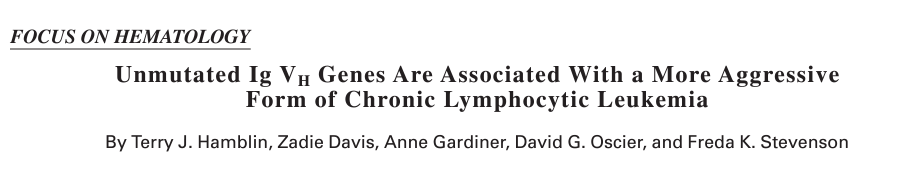 FOCUS ON HEMATOLOGY
Unmutated Ig VH Genes Are Associated With a More Aggressive
Form of Chronic Lymphocytic Leukemia
By Terry J. Hamblin, Zadie Davis, Anne Gardiner, David G. Oscier, and Freda K. Stevenson